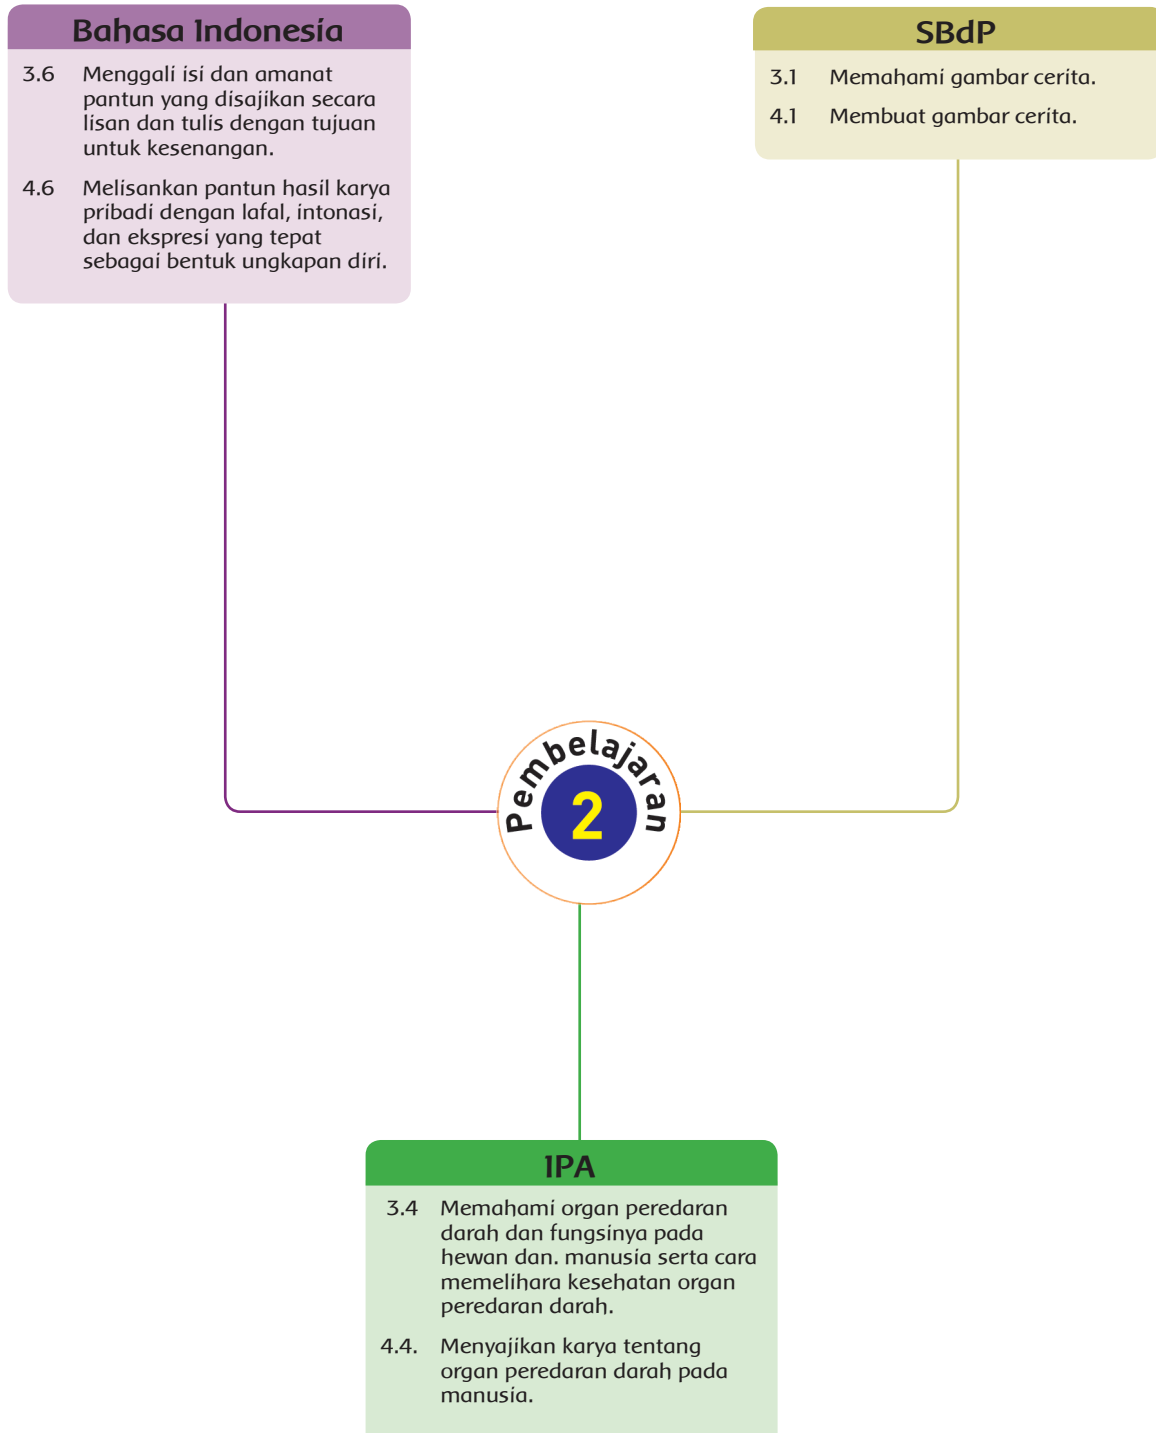 Bahasa Indonesia
3.6 Menggali isi dan amanat
pantun yang disajikan secara
lisan dan tulis dengan tujuan
untuk kesenangan.
4.6 Melisankan pantun hasil karya
pribadi dengan lafal, intonasi,
dan ekspresi yang tepat
sebagai bentuk ungkapan diri.
SBdP
3.1 Memahami gambar cerita.
4.1 Membuat gambar cerita.
Pembelajaran
2
IPA
3.4 Memahami organ peredaran
darah dan fungsinya pada
hewan dan. manusia serta cara
memelihara kesehatan organ
peredaran darah.
4.4. Menyajikan karya tentang
organ peredaran darah pada
manusia.